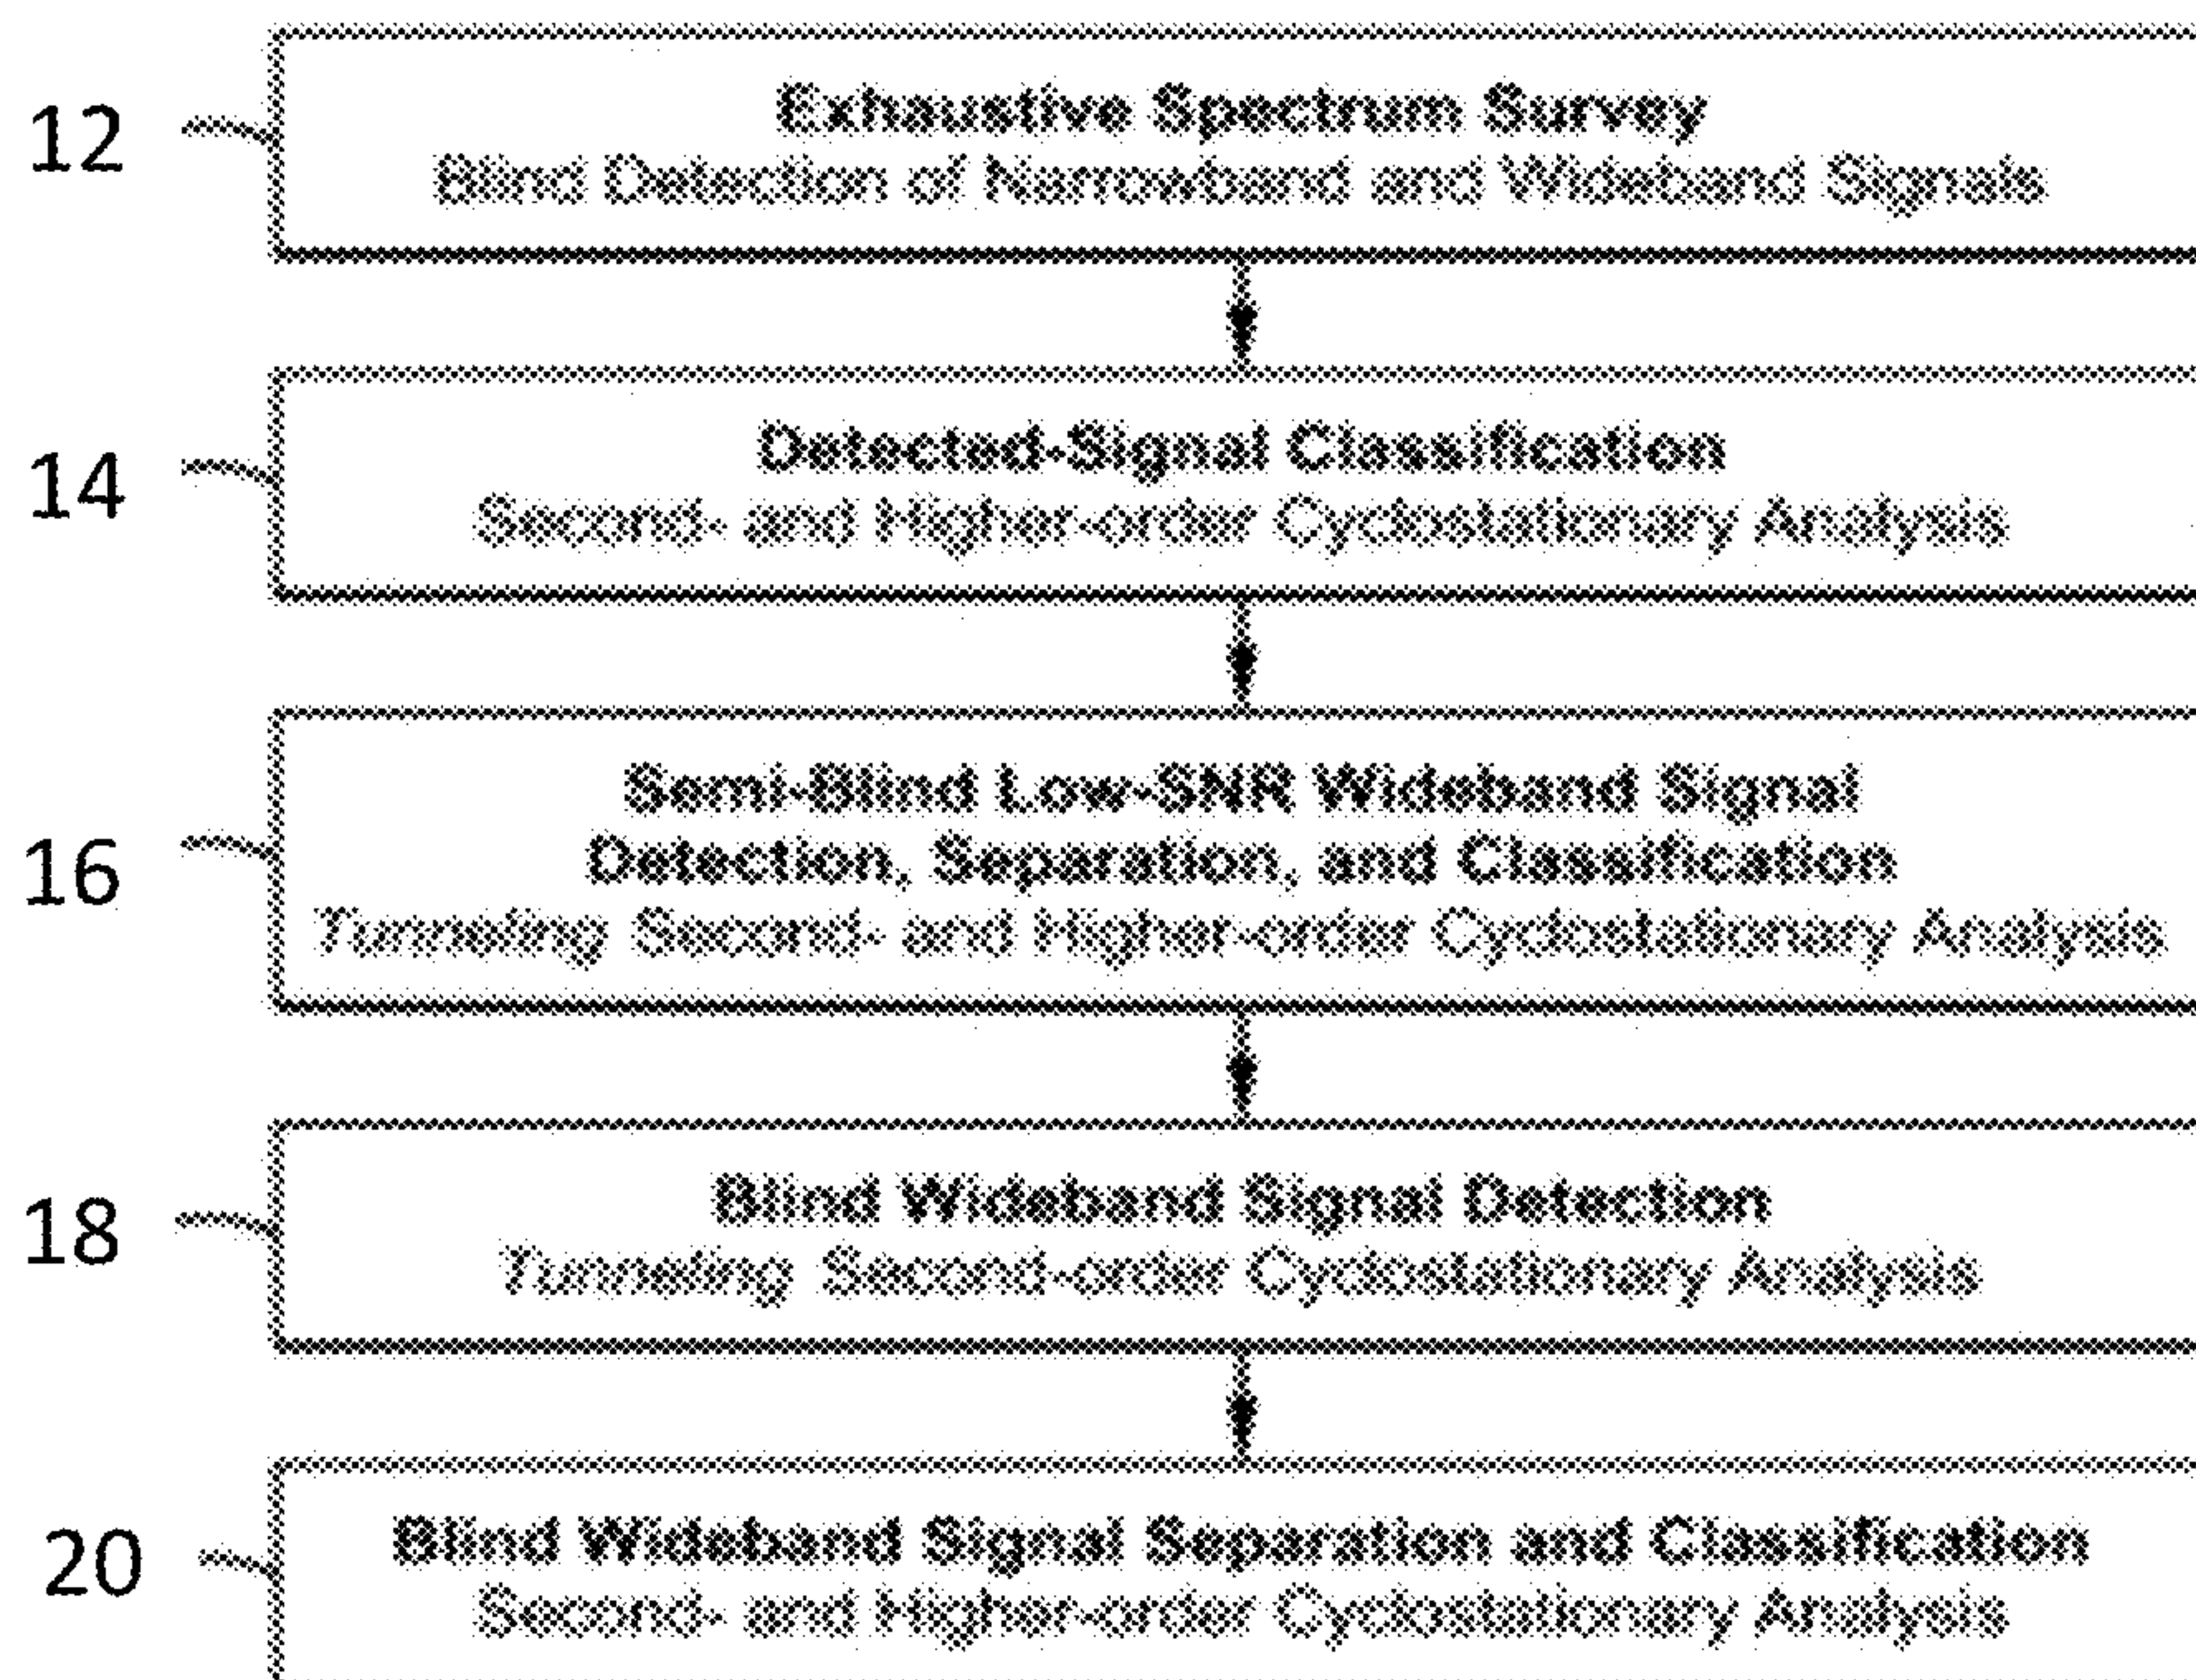 12
Exhaustive Spectrum Survey
Blind Detection of Narrowband and Wideband Signals
14
Detected-Signal Classification
Second- and Higher-order Cyclostationary Analysis
16
Semi-Blind Low-SNR Wideband Signal
Detection, Separation, and Classification
Tunneling Second- and Higher-order Cyclostationary Analysis
18
Blind Wideband Signal Detection
Tunneling Second-order Cyclostationary Analysis
20
Blind Wideband Signal Separation and Classification
Second- and Higher-order Cyclostationary Analysis